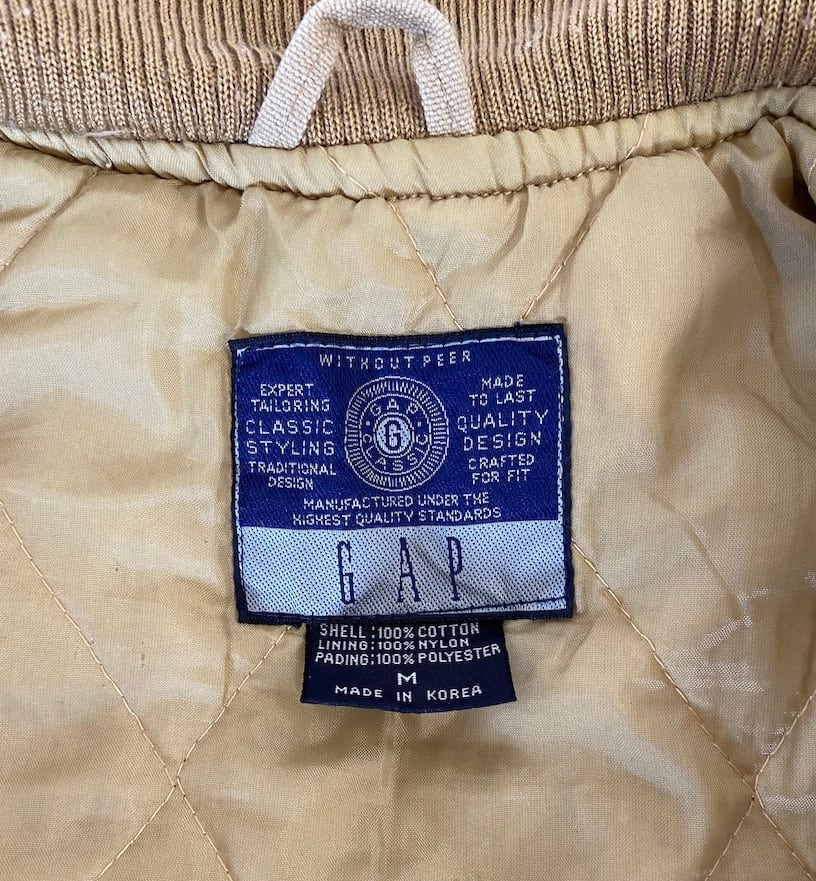 WITHOUT PEER
EXPERT
TAILORING
CLASSIC
STYLING
TRADITIONAL
DESIGN
GAP
G
CLASSIC
MADE
TO LAST
QUALITY
DESIGN
CRAFTED
FOR FIT
MANUFACTURED UNDER THE
HIGHEST QUALITY STANDARDS
GAP
SHELL:100% COTTON
LINING:100% NYLON
PADING:100% POLYESTER
M
MADE IN KOREA